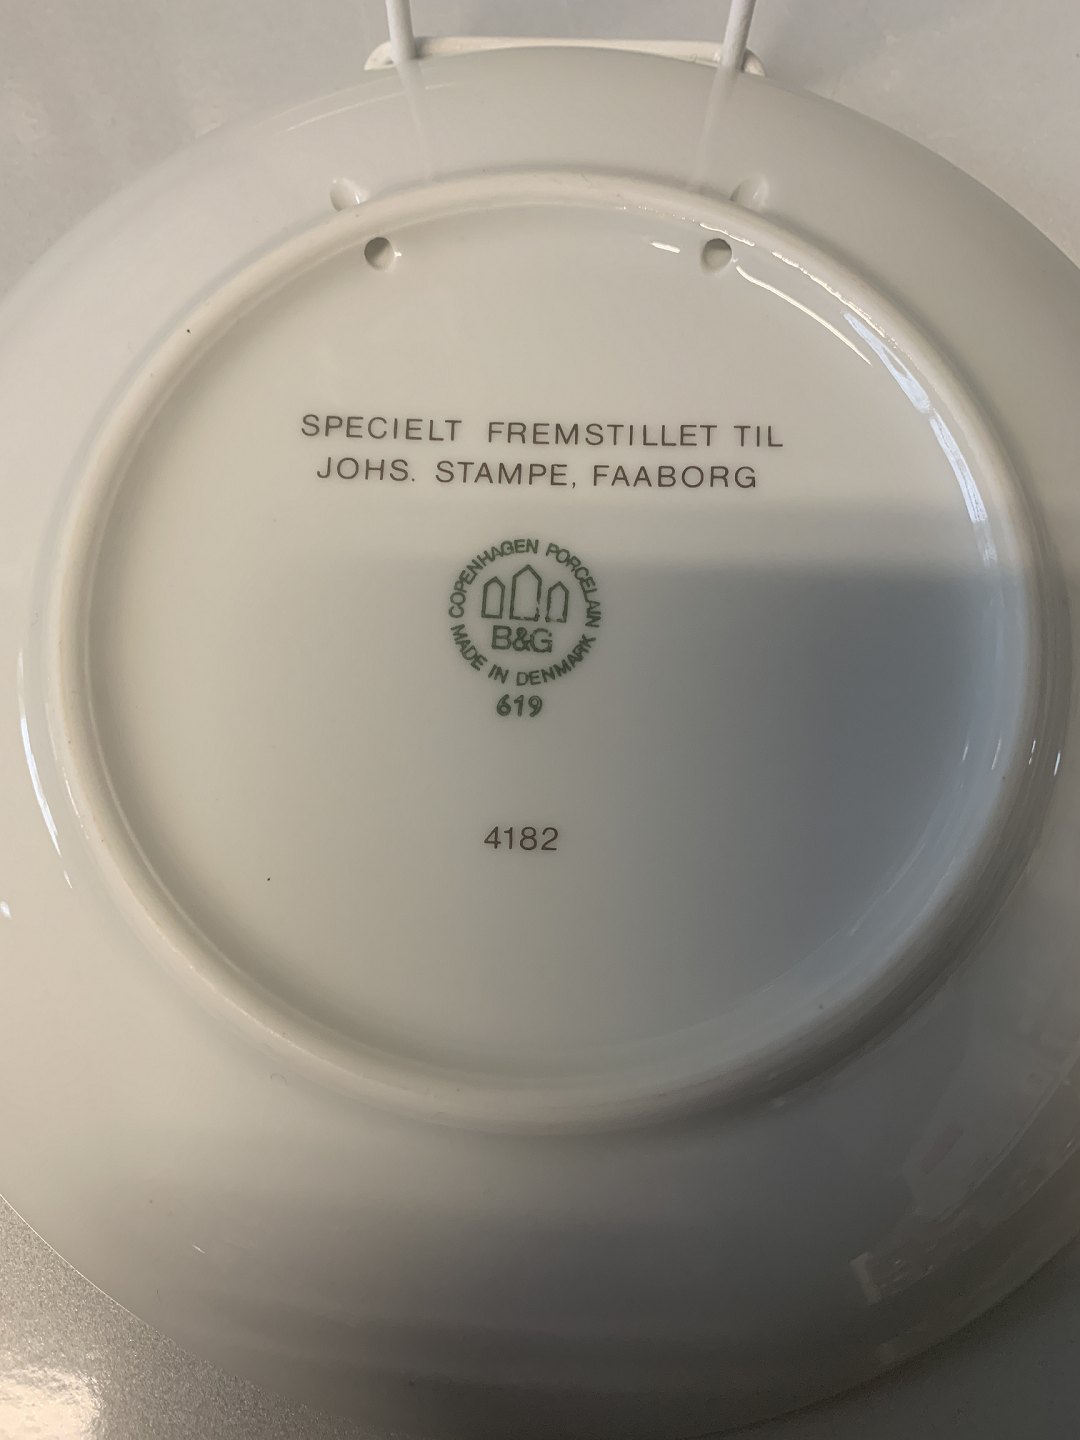 SPECIELT FREMSTILLET TIL
JOHS. STAMPE, FAABORG
COPENHAGEN PORCELAIN
B&G
MADE IN DENMARK
619
4182